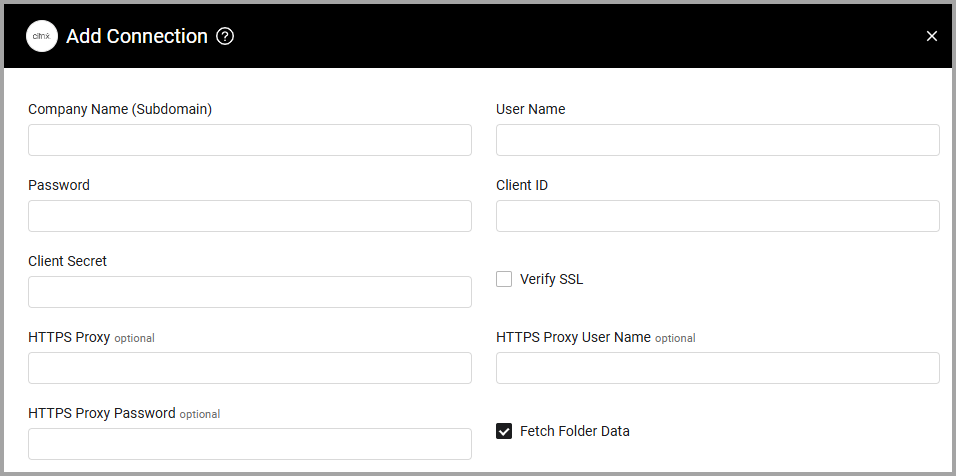 citrix
Add Connection ?
Company Name (Subdomain)
User Name
Password
Client ID
Client Secret
Verify SSL
HTTPS Proxy optional
HTTPS Proxy User Name optional
HTTPS Proxy Password optional
Fetch Folder Data